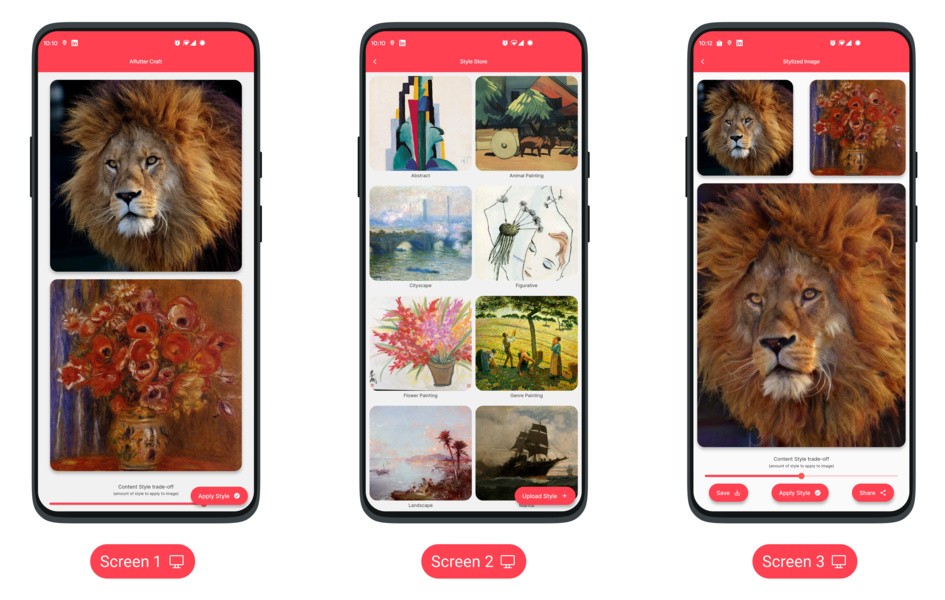 10:10
Aflutter Craft
Content Style trade-off
(amount of style to apply to image)
Apply Style
Screen 1
10:10
Style Store
Abstract
Animal Painting
Cityscape
Figurative
Flower Painting
Genre Painting
Landscape
Upload Style +
Screen 2
10:12
Stylized Image
Content Style trade-off
(amount of style to apply to image)
Save
Apply Style
Share
Screen 3